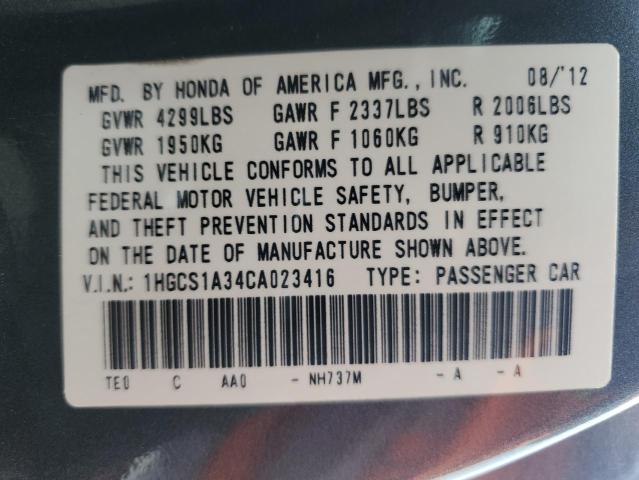 MFD. BY HONDA OF AMERICA MFG., INC. 08/'12
GVWR 4299LBS GAWR F 2337LBS R 2006LBS
GVWR 1950KG GAWR F 1060KG R 910KG
THIS VEHICLE CONFORMS TO ALL APPLICABLE
FEDERAL MOTOR VEHICLE SAFETY, BUMPER,
AND THEFT PREVENTION STANDARDS IN EFFECT
ON THE DATE OF MANUFACTURE SHOWN ABOVE.
V.I.N.: 1HGCS1A34CA023416 TYPE: PASSENGER CAR
TE0 C AA0 - NH737M - A - A